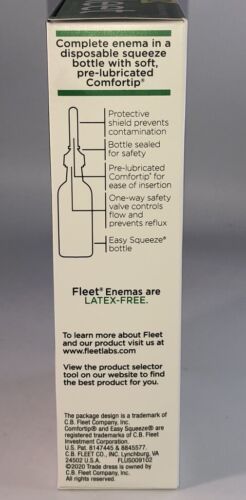 Complete enema in a
disposable squeeze
bottle with soft,
pre-lubricated
Comfortip®
Protective
shield prevents
contamination
Bottle sealed
for safety
Pre-lubricated
Comfortip® for
ease of insertion
One-way safety
valve controls
flow and
prevents reflux
Easy Squeeze®
bottle
Fleet® Enemas are
LATEX-FREE.
To learn more about Fleet
and our product visit us at
www.fleetlabs.com
View the product selector
tool on our website to find
the best product for you.
The package design is a trademark of
C.B. Fleet Company, Inc.
Comfortip® and Easy Squeeze® are
registered trademarks of C.B. Fleet
Investment Corporation.
U.S. Pat. 8147445 & 8845577.
C.B. FLEET CO., INC. Lynchburg, VA
24502 U.S.A. FLUS009102
©2020 Trade dress is owned by
C.B. Fleet Company, Inc.
All rights reserved.